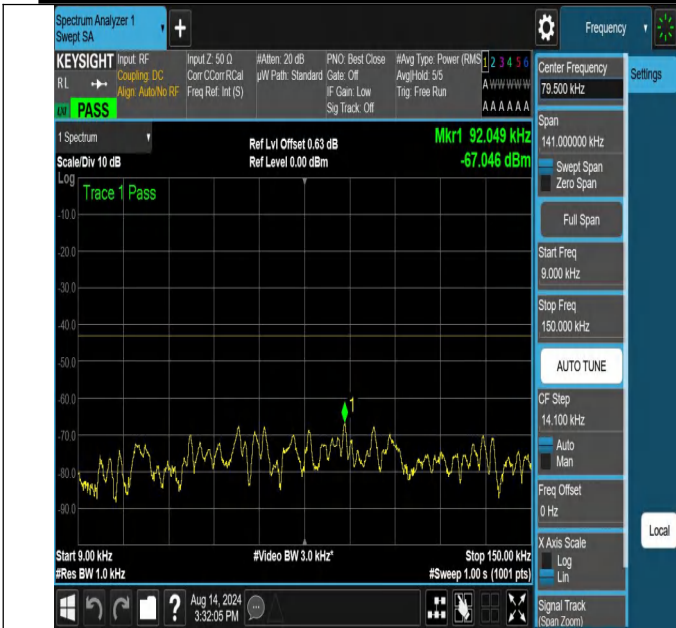 Spectrum Analyzer 1
Swept SA
+
Frequency
KEYSIGHT
RL
PASS
Input: RF
Coupling: DC
Align: Auto/No RF
Input Z: 50 Ω
Corr CCorr RCal
Freq Ref: Int (S)
#Atten: 20 dB
µW Path: Standard
PNO: Best Close
Gate: Off
IF Gain: Low
Sig Track: Off
#Avg Type: Power (RMS
Avg|Hold: 5/5
Trig: Free Run
1 2 3 4 5 6
A W W W W W
A A A A A A
1 Spectrum
Scale/Div 10 dB
Ref Lvl Offset 0.63 dB
Ref Level 0.00 dBm
Mkr1 92.049 kHz
-67.046 dBm
Log
Trace 1 Pass
-10.0
-20.0
-30.0
-40.0
-50.0
-60.0
-70.0
-80.0
-90.0
1
Start 9.00 kHz
#Video BW 3.0 kHz*
Stop 150.00 kHz
#Res BW 1.0 kHz
#Sweep 1.00 s (1001 pts)
Center Frequency
79.500 kHz
Span
141.000000 kHz
Swept Span
Zero Span
Full Span
Start Freq
9.000 kHz
Stop Freq
150.000 kHz
AUTO TUNE
CF Step
14.100 kHz
Auto
Man
Freq Offset
0 Hz
X Axis Scale
Log
Lin
Signal Track
(Span Zoom)
Settings
Local
?
Aug 14, 2024
3:32:05 PM